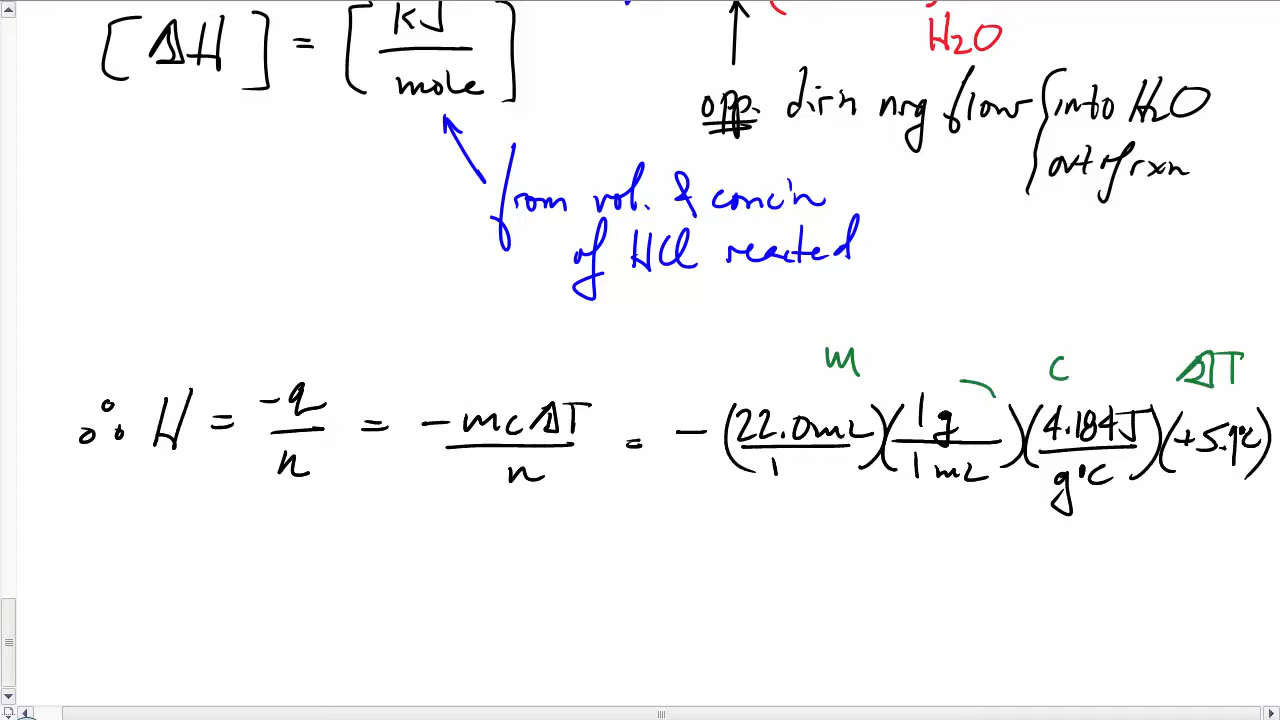 [ΔH] = [kJ/mole]
H₂O
opp. dir'n nrg flow { into H₂O
out of rxn
from vol. & conc'n
of HCl reacted
m c ΔT
∴ H = -q/n = -mcΔT/n = -(22.0mL/1)(1g/1mL)(4.184J/g°C)(+5.9°C)